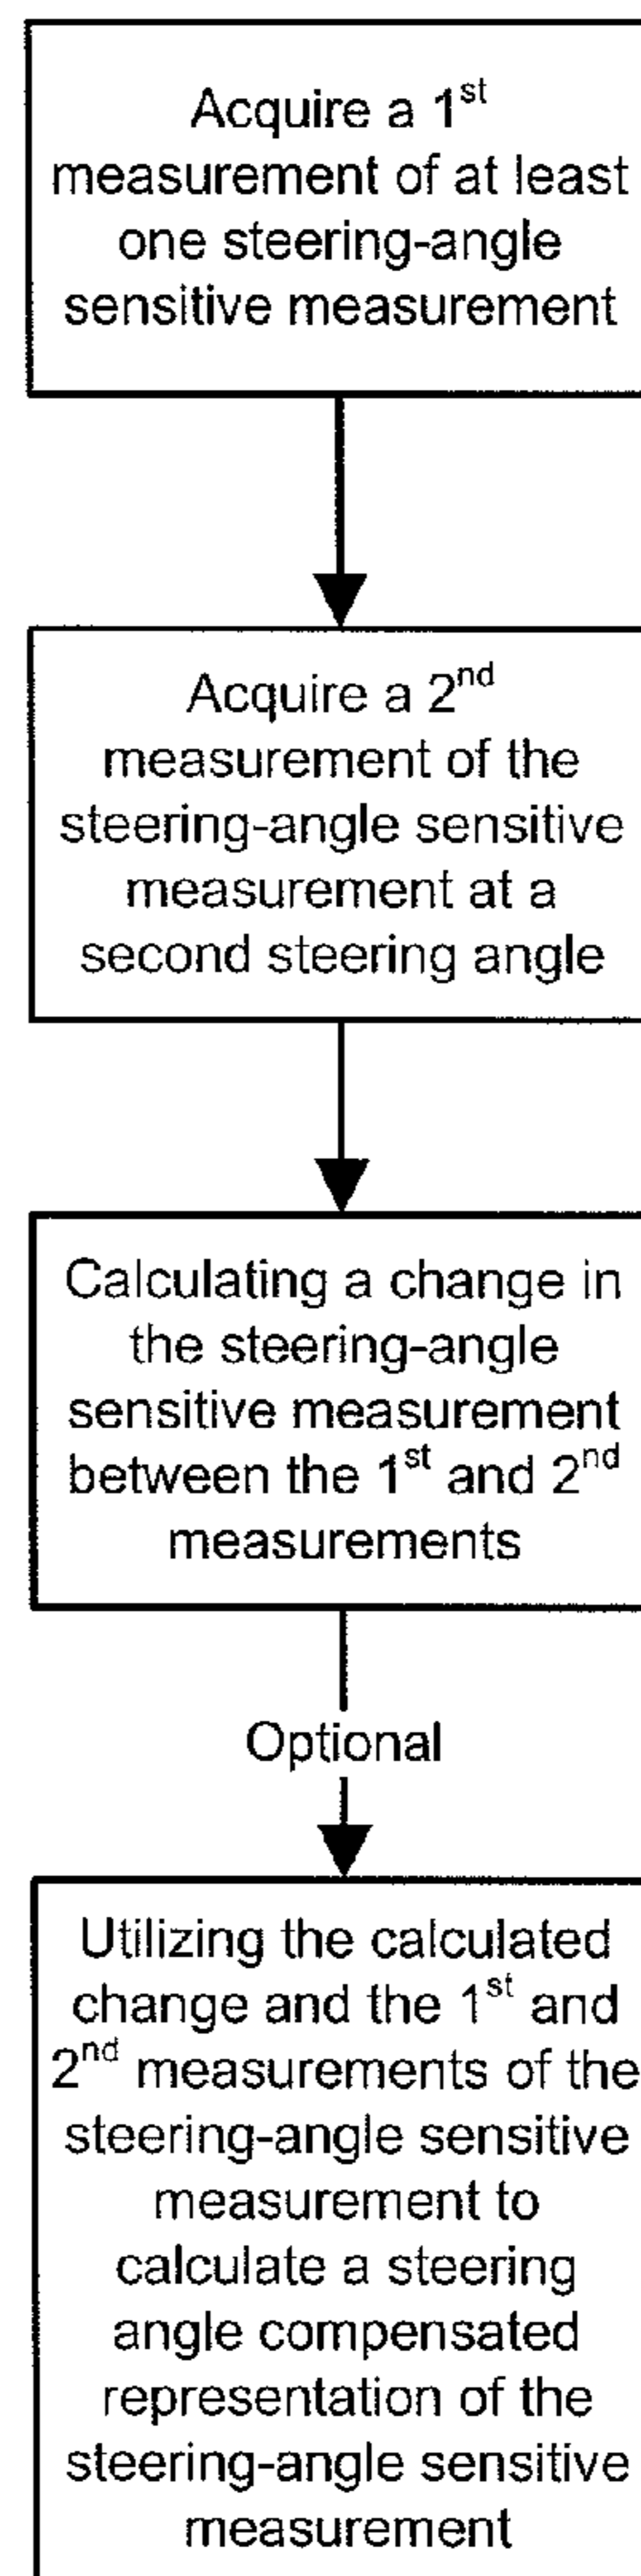 Acquire a 1st
measurement of at least
one steering-angle
sensitive measurement
Acquire a 2nd
measurement of the
steering-angle sensitive
measurement at a
second steering angle
Calculating a change in
the steering-angle
sensitive measurement
between the 1st and 2nd
measurements
Optional
Utilizing the calculated
change and the 1st and
2nd measurements of the
steering-angle sensitive
measurement to
calculate a steering
angle compensated
representation of the
steering-angle sensitive
measurement